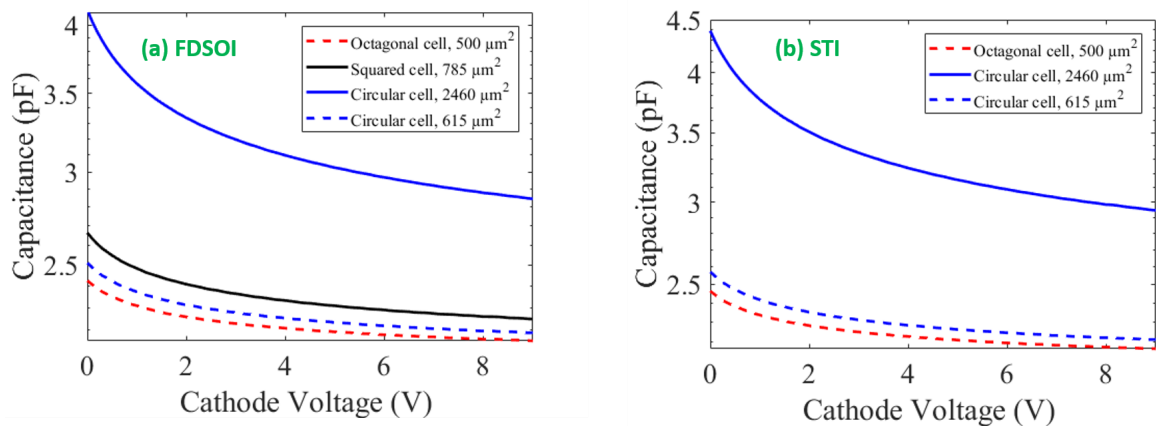 (a) FDSOI
Octagonal cell, 500 µm²
Squared cell, 785 µm²
Circular cell, 2460 µm²
Circular cell, 615 µm²
4
3.5
3
2.5
Capacitance (pF)
0 2 4 6 8
Cathode Voltage (V)
(b) STI
Octagonal cell, 500 µm²
Circular cell, 2460 µm²
Circular cell, 615 µm²
4.5
4
3.5
3
2.5
Capacitance (pF)
0 2 4 6 8
Cathode Voltage (V)